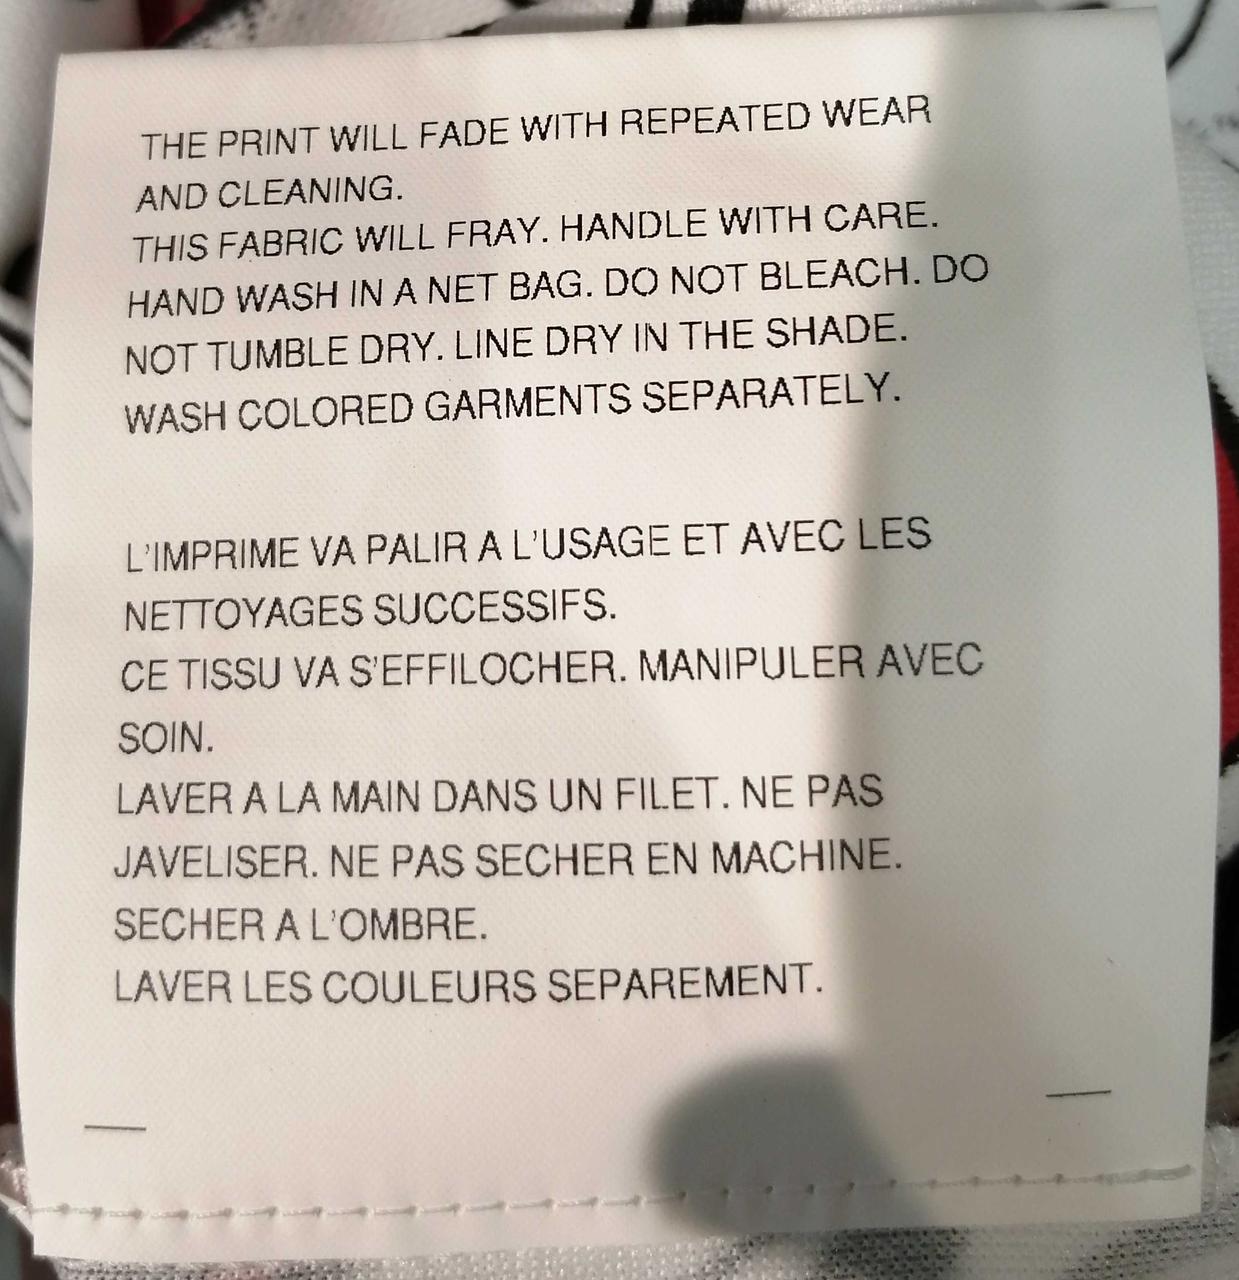 THE PRINT WILL FADE WITH REPEATED WEAR
AND CLEANING.
THIS FABRIC WILL FRAY. HANDLE WITH CARE.
HAND WASH IN A NET BAG. DO NOT BLEACH. DO
NOT TUMBLE DRY. LINE DRY IN THE SHADE.
WASH COLORED GARMENTS SEPARATELY.
L'IMPRIME VA PALIR A L'USAGE ET AVEC LES
NETTOYAGES SUCCESSIFS.
CE TISSU VA S'EFFILOCHER. MANIPULER AVEC
SOIN.
LAVER A LA MAIN DANS UN FILET. NE PAS
JAVELISER. NE PAS SECHER EN MACHINE.
SECHER A L'OMBRE.
LAVER LES COULEURS SEPAREMENT.